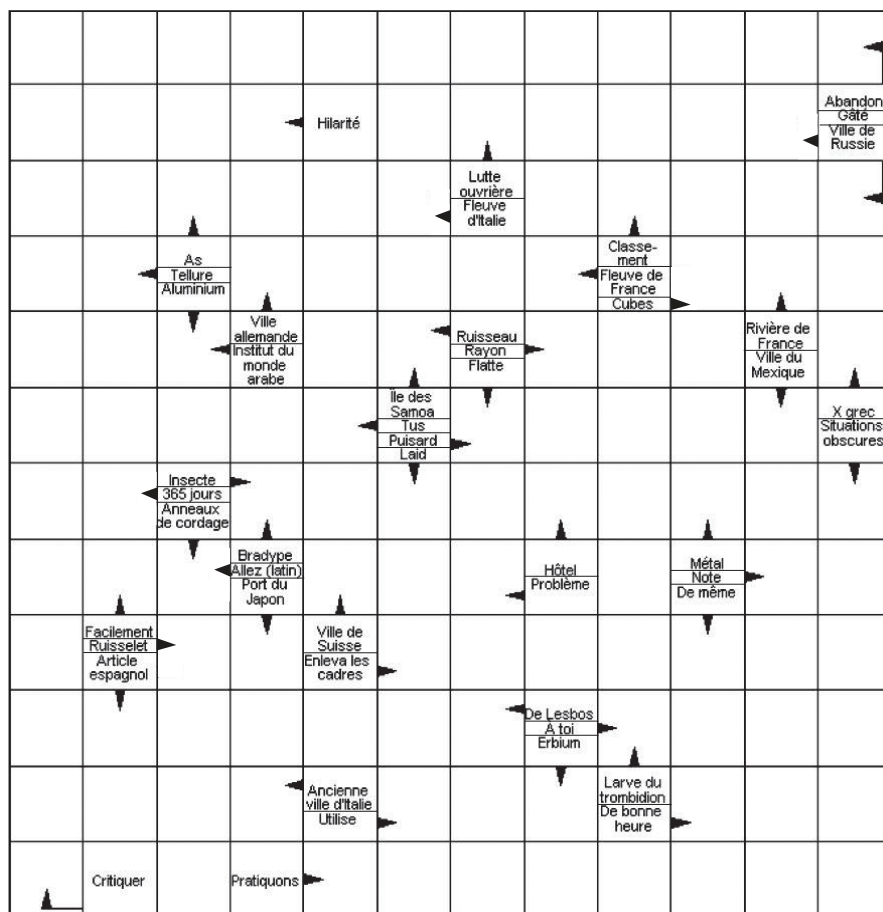 Hilarité
Abandon
Gâté
Ville de
Russie
Lutte
ouvrière
Fleuve
d'Italie
As
Tellure
Aluminium
Classe-
ment
Fleuve de
France
Cubes
Ville
allemande
Institut du
monde
arabe
Ruisseau
Rayon
Flatte
Rivière de
France
Ville du
Mexique
Île des
Samoa
Tus
Puisard
Laid
X grec
Situations
obscures
Insecte
365 jours
Anneaux
de cordage
Bradype
Allez (latin)
Port du
Japon
Hôtel
Problème
Métal
Note
De même
Facilement
Ruisselet
Article
espagnol
Ville de
Suisse
Enleva les
cadres
De Lesbos
À toi
Erbium
Ancienne
ville d'Italie
Utilise
Larve du
trombidion
De bonne
heure
Critiquer
Pratiquons